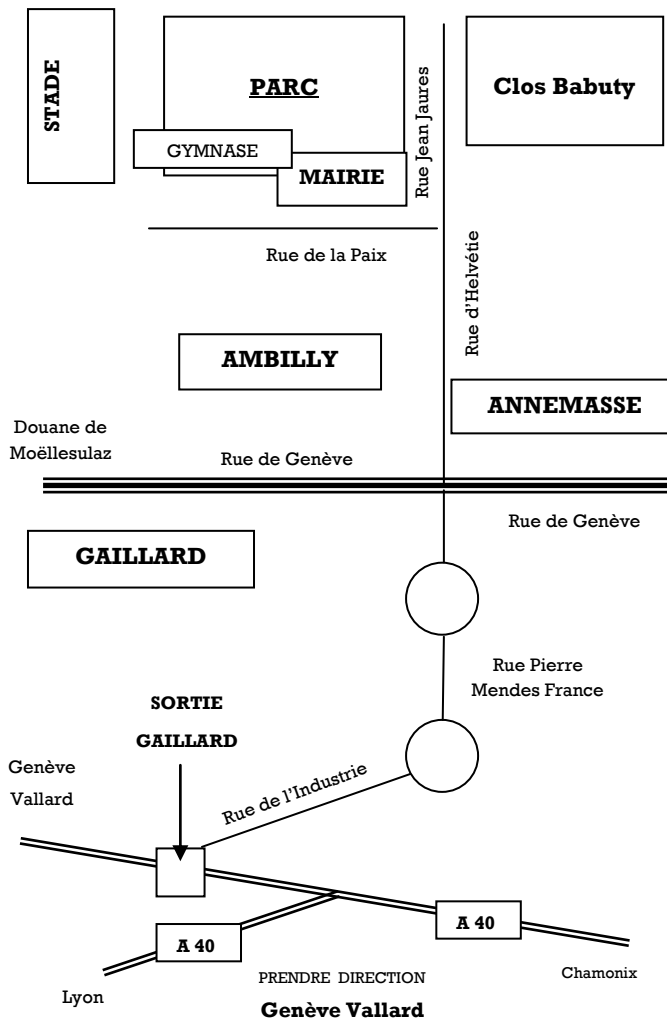 STADE
PARC
Clos Babuty
GYMNASE
MAIRIE
Rue Jean Jaures
Rue de la Paix
Rue d'Helvétie
AMBILLY
ANNEMASSE
Douane de
Moëllesulaz
Rue de Genève
Rue de Genève
GAILLARD
Rue Pierre
Mendes France
SORTIE
GAILLARD
Genève
Vallard
Rue de l'Industrie
A 40
A 40
Lyon
PRENDRE DIRECTION
Genève Vallard
Chamonix